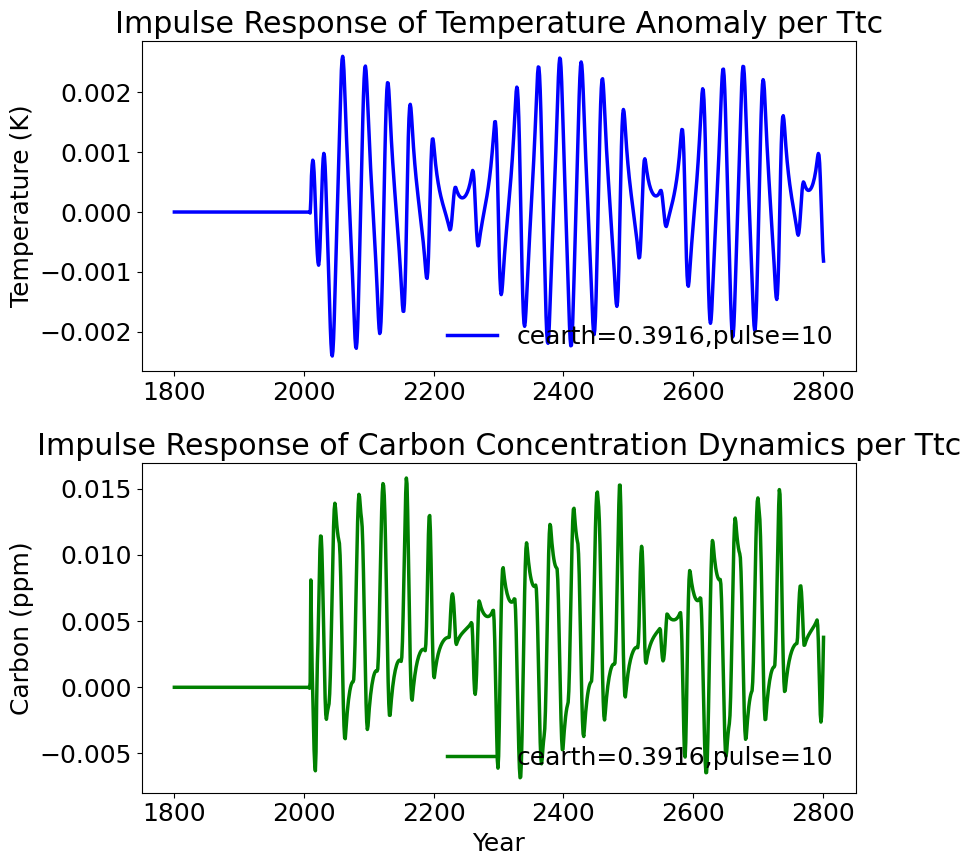 Impulse Response of Temperature Anomaly per Ttc
Temperature (K)
0.002
0.001
0.000
−0.001
−0.002
cearth=0.3916,pulse=10
1800 2000 2200 2400 2600 2800
Impulse Response of Carbon Concentration Dynamics per Ttc
Carbon (ppm)
0.015
0.010
0.005
0.000
−0.005
cearth=0.3916,pulse=10
1800 2000 2200 2400 2600 2800
Year